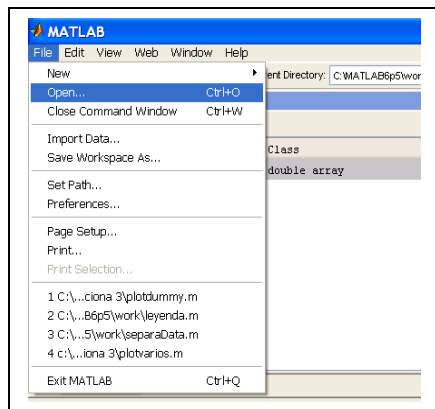 MATLAB
File Edit View Web Window Help
New
ent Directory: C:\MATLAB6p5\wor
Open... Ctrl+O
Close Command Window Ctrl+W
Import Data...
Class
Save Workspace As...
double array
Set Path...
Preferences...
Page Setup...
Print...
Print Selection...
1 C:\...ciona 3\plotdummy.m
2 C:\...B6p5\work\leyenda.m
3 C:\...5\work\separaData.m
4 c:\...iona 3\plotvarios.m
Exit MATLAB Ctrl+Q